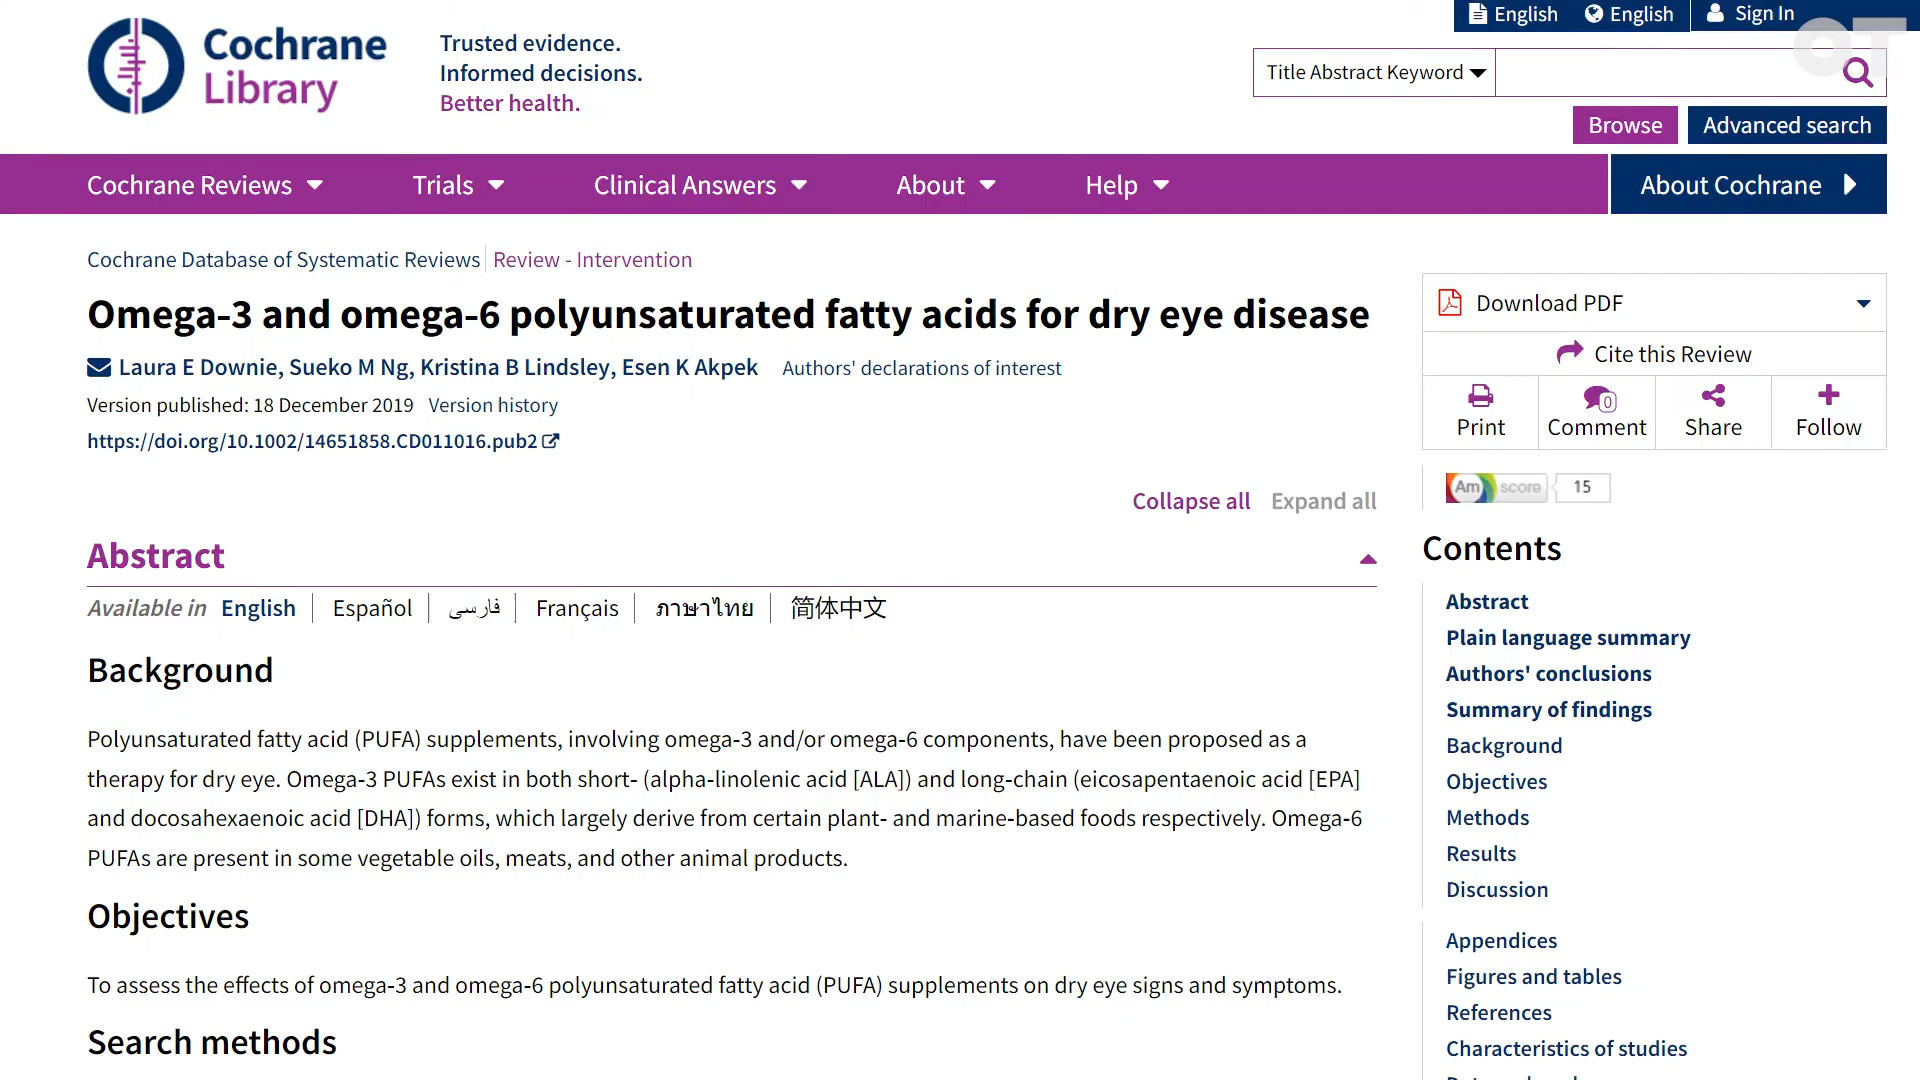 English English Sign In
OT
Cochrane
Library
Trusted evidence.
Informed decisions.
Better health.
Title Abstract Keyword
Browse Advanced search
Cochrane Reviews Trials Clinical Answers About Help About Cochrane
Cochrane Database of Systematic Reviews Review - Intervention
Omega-3 and omega-6 polyunsaturated fatty acids for dry eye disease
Laura E Downie, Sueko M Ng, Kristina B Lindsley, Esen K Akpek Authors' declarations of interest
Version published: 18 December 2019 Version history
https://doi.org/10.1002/14651858.CD011016.pub2
Collapse all Expand all
Abstract
Available in English Español فارسی Français ภาษาไทย 简体中文
Background
Polyunsaturated fatty acid (PUFA) supplements, involving omega-3 and/or omega-6 components, have been proposed as a
therapy for dry eye. Omega-3 PUFAs exist in both short- (alpha-linolenic acid [ALA]) and long-chain (eicosapentaenoic acid [EPA]
and docosahexaenoic acid [DHA]) forms, which largely derive from certain plant- and marine-based foods respectively. Omega-6
PUFAs are present in some vegetable oils, meats, and other animal products.
Objectives
To assess the effects of omega-3 and omega-6 polyunsaturated fatty acid (PUFA) supplements on dry eye signs and symptoms.
Search methods
Download PDF
Cite this Review
0
Print Comment Share Follow
Am score 15
Contents
Abstract
Plain language summary
Authors' conclusions
Summary of findings
Background
Objectives
Methods
Results
Discussion
Appendices
Figures and tables
References
Characteristics of studies